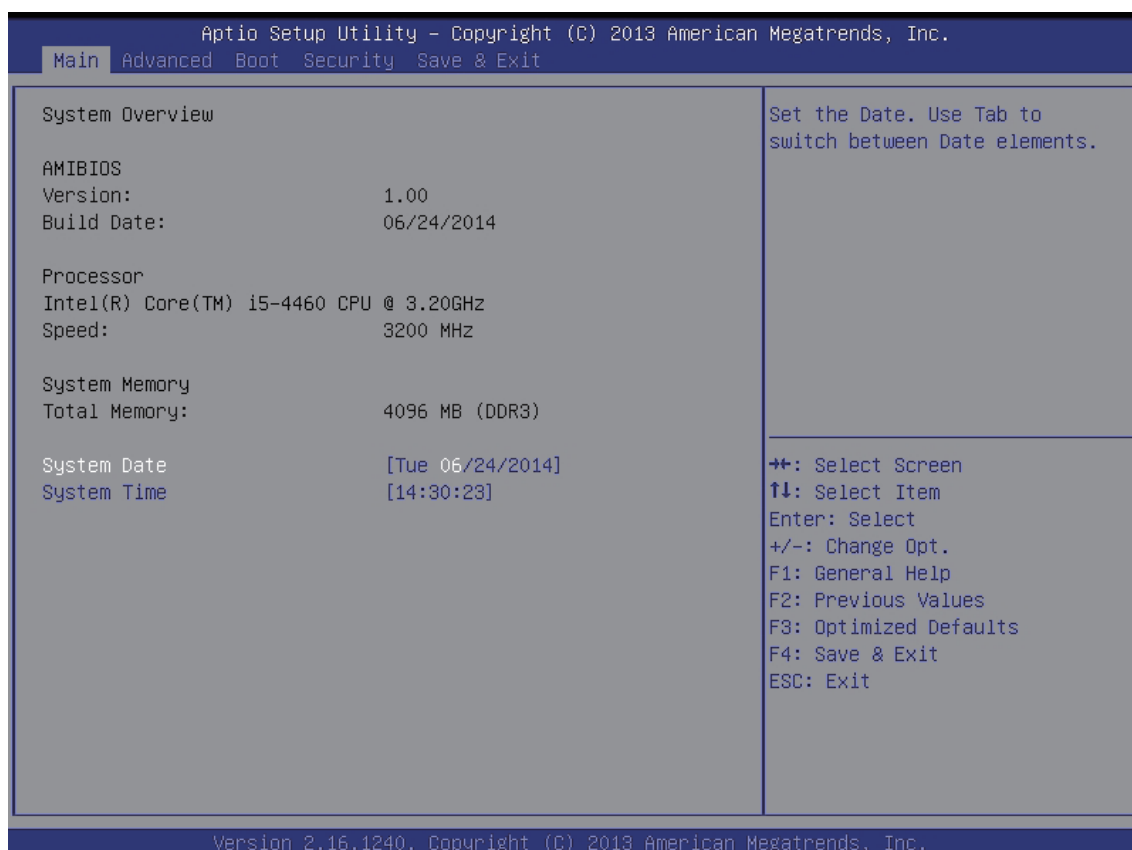 Aptio Setup Utility – Copyright (C) 2013 American Megatrends, Inc.
Main Advanced Boot Security Save & Exit
System Overview
AMIBIOS
Version: 1.00
Build Date: 06/24/2014
Processor
Intel(R) Core(TM) i5-4460 CPU @ 3.20GHz
Speed: 3200 MHz
System Memory
Total Memory: 4096 MB (DDR3)
System Date [Tue 06/24/2014]
System Time [14:30:23]
Set the Date. Use Tab to
switch between Date elements.
→←: Select Screen
↑↓: Select Item
Enter: Select
+/-: Change Opt.
F1: General Help
F2: Previous Values
F3: Optimized Defaults
F4: Save & Exit
ESC: Exit
Version 2.16.1240. Copyright (C) 2013 American Megatrends, Inc.